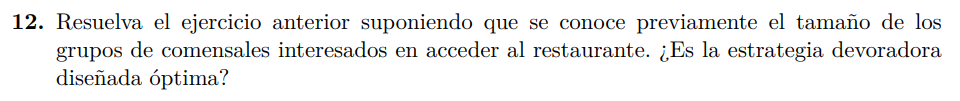 12. Resuelva el ejercicio anterior suponiendo que se conoce previamente el tamaño de los
grupos de comensales interesados en acceder al restaurante. ¿Es la estrategia devoradora
diseñada óptima?